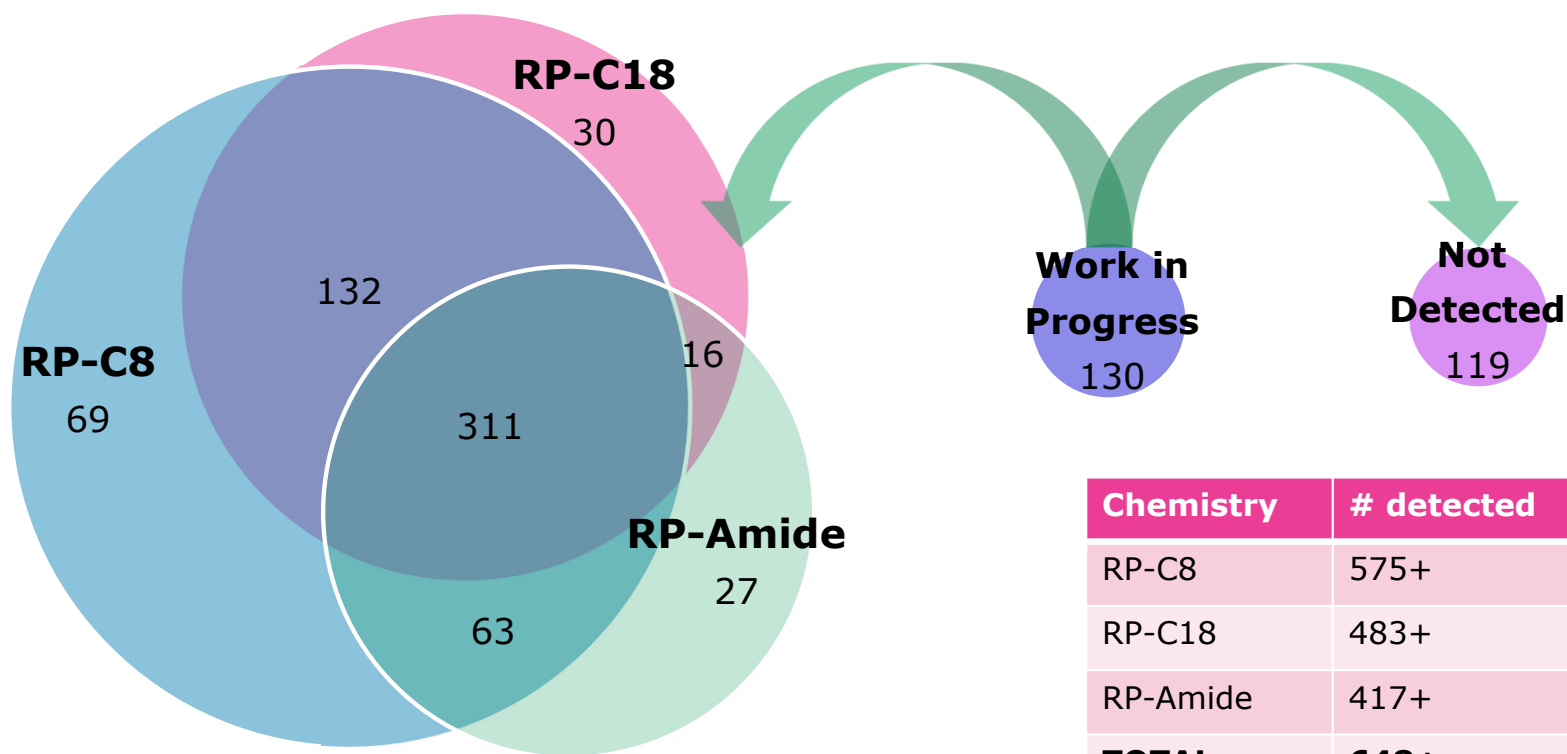 RP-C18
30
132
RP-C8
69
16
311
RP-Amide
27
63
Work in
Progress
130
Not
Detected
119
Chemistry # detected
RP-C8 575+
RP-C18 483+
RP-Amide 417+